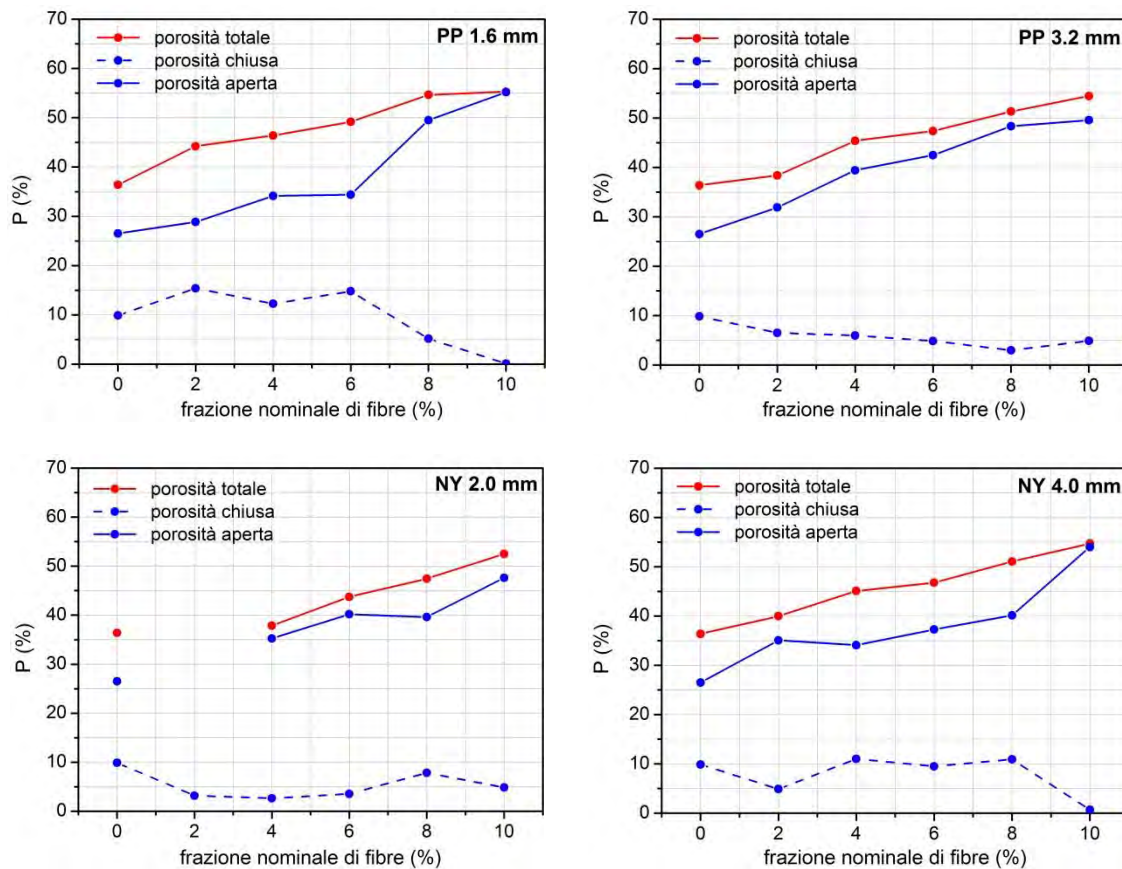 PP 1.6 mm
porosità totale
porosità chiusa
porosità aperta
P (%)
70
60
50
40
30
20
10
0
0 2 4 6 8 10
frazione nominale di fibre (%)
PP 3.2 mm
porosità totale
porosità chiusa
porosità aperta
P (%)
70
60
50
40
30
20
10
0
0 2 4 6 8 10
frazione nominale di fibre (%)
NY 2.0 mm
porosità totale
porosità chiusa
porosità aperta
P (%)
70
60
50
40
30
20
10
0
0 2 4 6 8 10
frazione nominale di fibre (%)
NY 4.0 mm
porosità totale
porosità chiusa
porosità aperta
P (%)
70
60
50
40
30
20
10
0
0 2 4 6 8 10
frazione nominale di fibre (%)